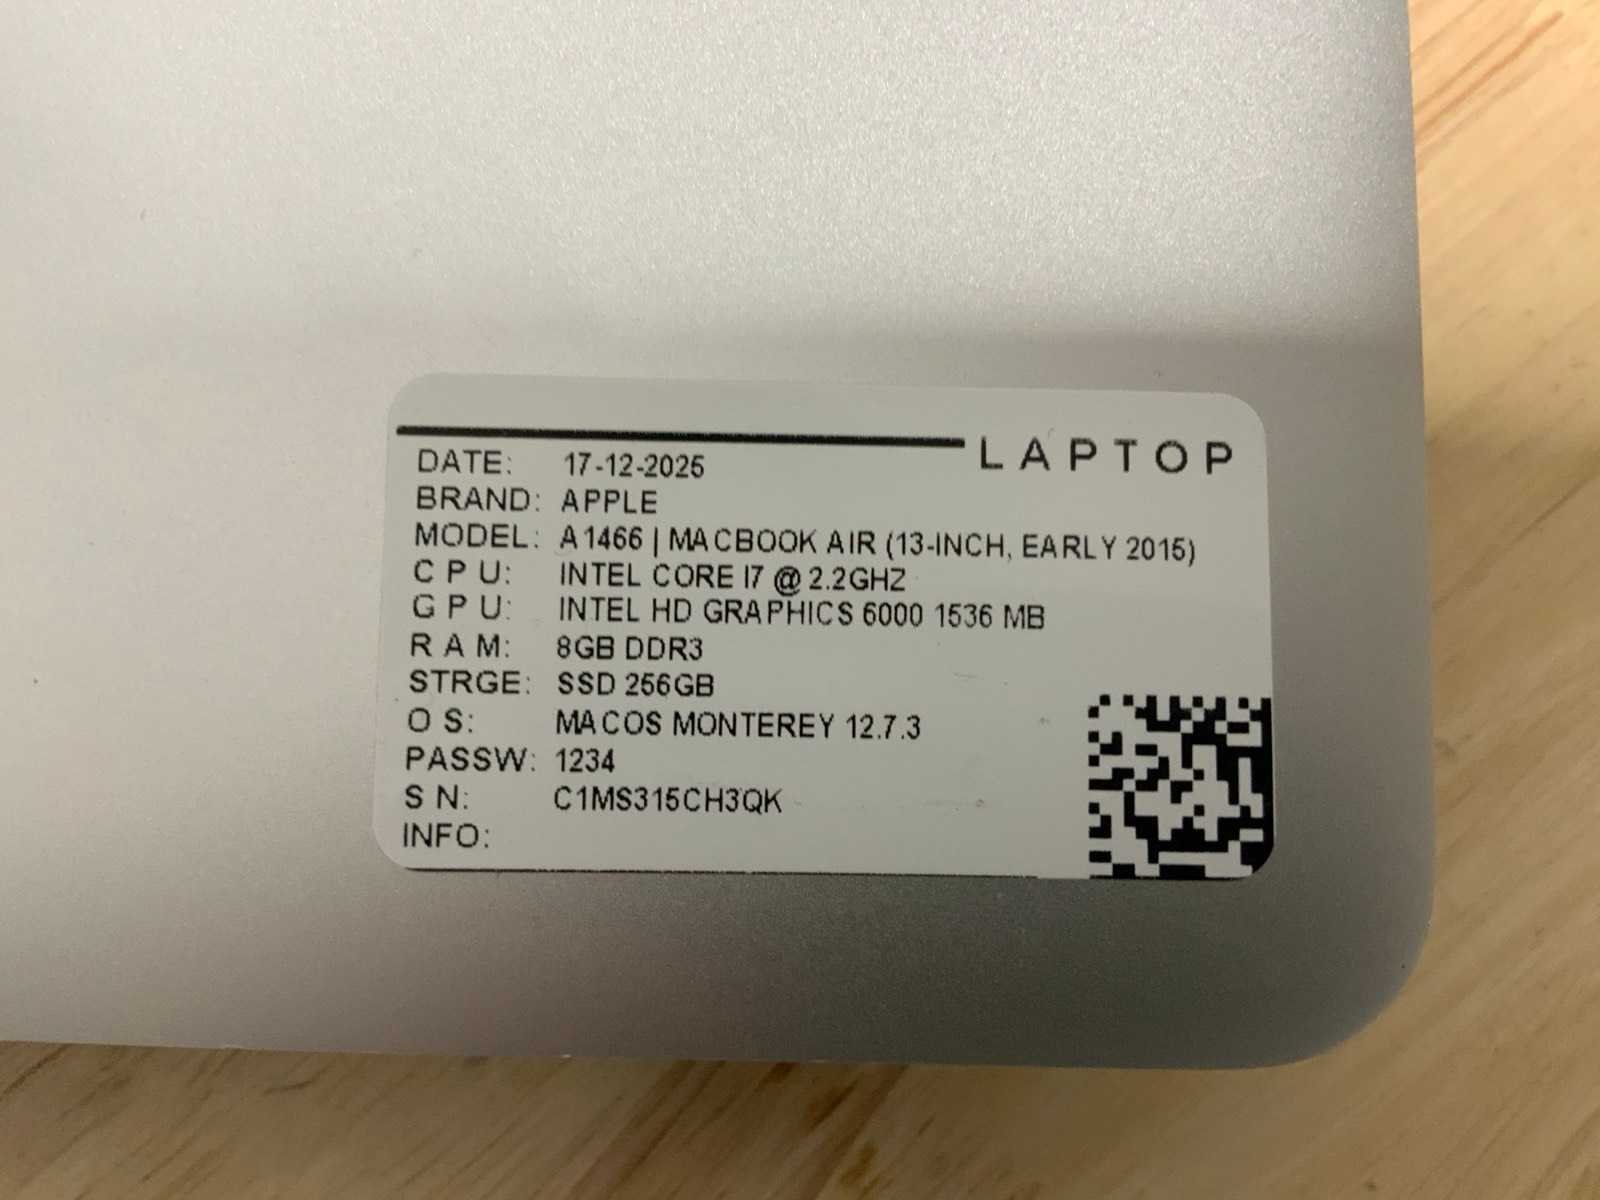 LAPTOP
DATE: 17-12-2025
BRAND: APPLE
MODEL: A1466 | MACBOOK AIR (13-INCH, EARLY 2015)
C P U: INTEL CORE I7 @ 2.2GHZ
G P U: INTEL HD GRAPHICS 6000 1536 MB
R A M: 8GB DDR3
STRGE: SSD 256GB
O S: MACOS MONTEREY 12.7.3
PASSW: 1234
S N: C1MS315CH3QK
INFO: